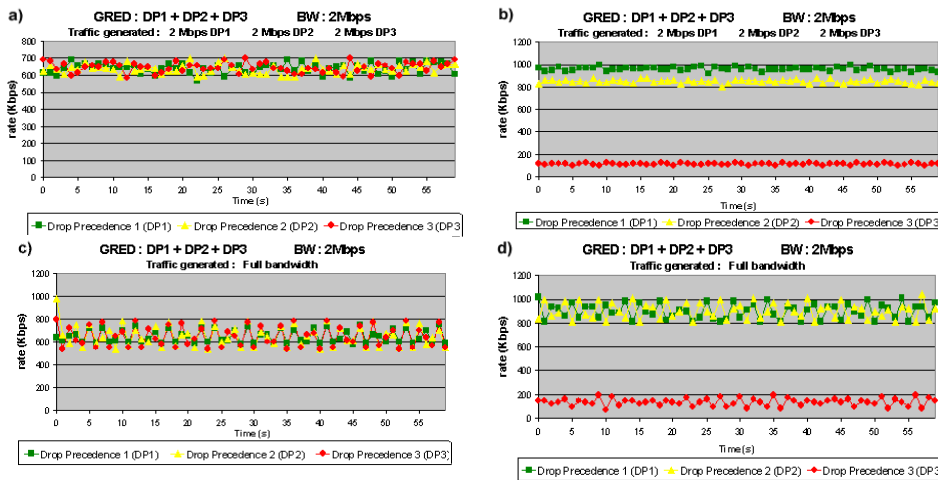 a) GRED : DP1 + DP2 + DP3 BW : 2Mbps
Traffic generated : 2 Mbps DP1 2 Mbps DP2 2 Mbps DP3
rate (Kbps)
800
700
600
500
400
300
200
100
0
0 5 10 15 20 25 30 35 40 45 50 55
Time (s)
Drop Precedence 1 (DP1) Drop Precedence 2 (DP2) Drop Precedence 3 (DP3
b) GRED : DP1 + DP2 + DP3 BW: 2Mbps
Traffic generated : 2 Mbps DP1 2 Mbps DP2 2 Mbps DP3
rate (Kbps)
1200
1000
800
600
400
200
0
0 5 10 15 20 25 30 35 40 45 50 55
Time (s)
Drop Precedence 1 (DP1) Drop Precedence 2 (DP2) Drop Precedence 3 (DP3)
c) GRED : DP1 + DP2 + DP3 BW : 2Mbps
Traffic generated : Full bandwidth
rate (Kbps)
1200
1000
800
600
400
200
0
0 5 10 15 20 25 30 35 40 45 50 55
Time (s)
Drop Precedence 1 (DP1) Drop Precedence 2 (DP2) Drop Precedence 3 (DP3)
d) GRED : DP1 + DP2 + DP3 BW : 2Mbps
Traffic generated : Full bandwidth
rate (Kbps)
1200
1000
800
600
400
200
0
0 5 10 15 20 25 30 35 40 45 50 55
Time (s)
Drop Precedence 1 (DP1) Drop Precedence 2 (DP2) Drop Precedence 3 (DP3